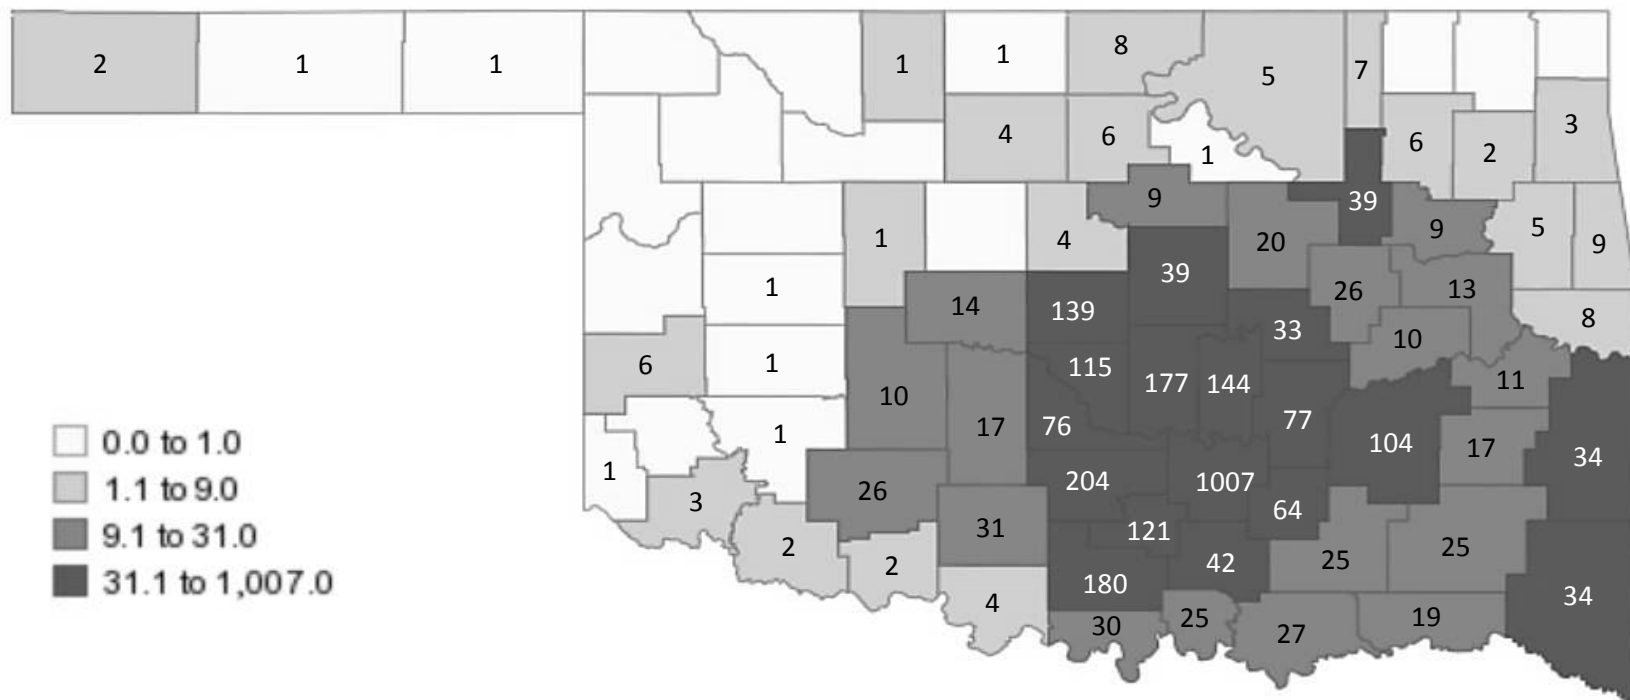 2 1 1 1 1 8 5 7
4 6 1 6 2 3
1 4 9 20 39 9 5 9
1 14 139 39 33 26 13 8
6 1 10 17 115 177 144 77 10 11
1 1 76 104 17 34
3 26 204 1007 64
2 2 31 121 42 25 25
4 180 34
30 25 27 19
0.0 to 1.0
1.1 to 9.0
9.1 to 31.0
31.1 to 1,007.0